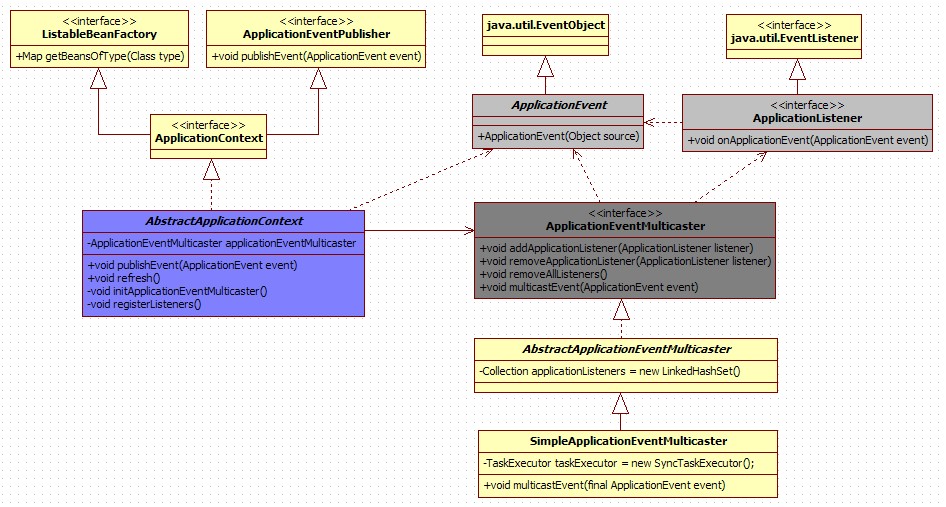 <<interface>>
ListableBeanFactory
+Map getBeansOfType(Class type)
<<interface>>
ApplicationEventPublisher
+void publishEvent(ApplicationEvent event)
java.util.EventObject
<<interface>>
java.util.EventListener
<<interface>>
ApplicationContext
ApplicationEvent
+ApplicationEvent(Object source)
<<interface>>
ApplicationListener
+void onApplicationEvent(ApplicationEvent event)
AbstractApplicationContext
-ApplicationEventMulticaster applicationEventMulticaster
+void publishEvent(ApplicationEvent event)
+void refresh()
-void initApplicationEventMulticaster()
-void registerListeners()
<<interface>>
ApplicationEventMulticaster
+void addApplicationListener(ApplicationListener listener)
+void removeApplicationListener(ApplicationListener listener)
+void removeAllListeners()
+void multicastEvent(ApplicationEvent event)
AbstractApplicationEventMulticaster
-Collection applicationListeners = new LinkedHashSet()
SimpleApplicationEventMulticaster
-TaskExecutor taskExecutor = new SyncTaskExecutor();
+void multicastEvent(final ApplicationEvent event)